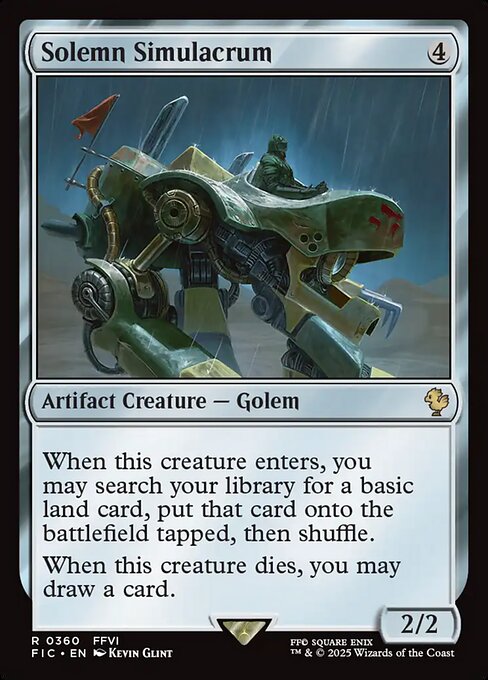 Solemn Simulacrum 4
Artifact Creature — Golem
When this creature enters, you
may search your library for a basic
land card, put that card onto the
battlefield tapped, then shuffle.
When this creature dies, you may
draw a card.
2/2
R 0360 FFVI
FIC • EN Kevin Glint
FF© SQUARE ENIX
™ & © 2025 Wizards of the Coast